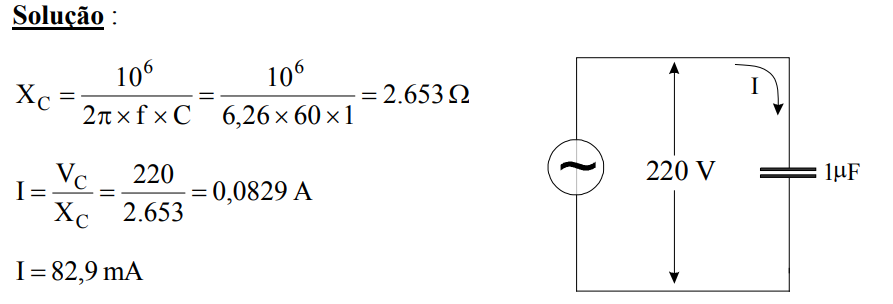 Solução :
X_C = 10^6 / (2π × f × C) = 10^6 / (6,26 × 60 × 1) = 2.653 Ω
I = V_C / X_C = 220 / 2.653 = 0,0829 A
I = 82,9 mA
I
~
220 V
1µF